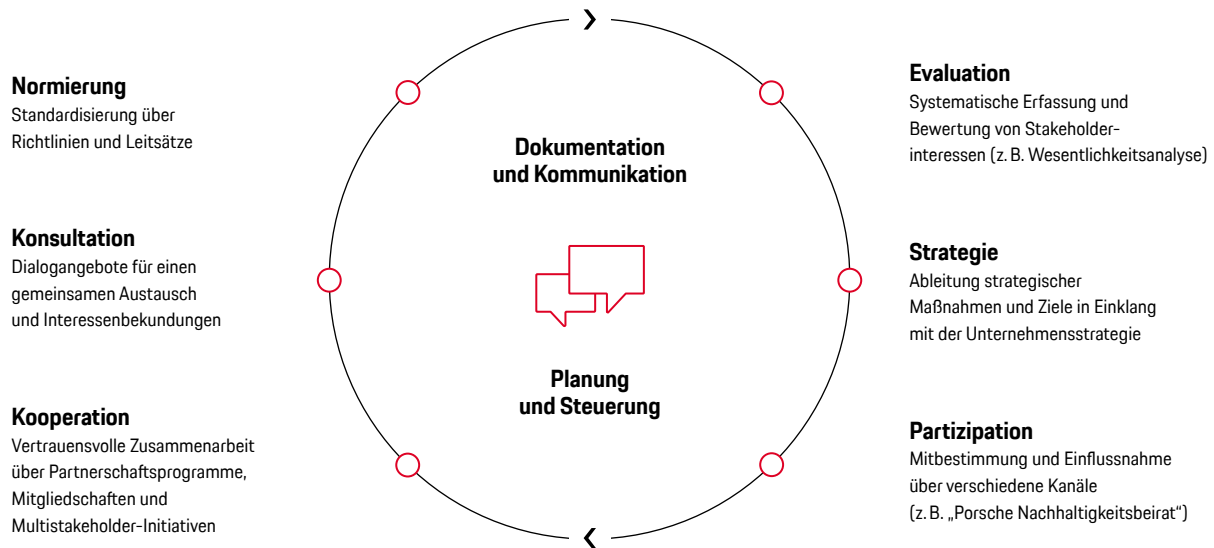 Normierung
Standardisierung über
Richtlinien und Leitsätze
Konsultation
Dialogangebote für einen
gemeinsamen Austausch
und Interessenbekundungen
Kooperation
Vertrauensvolle Zusammenarbeit
über Partnerschaftsprogramme,
Mitgliedschaften und
Multistakeholder-Initiativen
Dokumentation
und Kommunikation
Planung
und Steuerung
Evaluation
Systematische Erfassung und
Bewertung von Stakeholder-
interessen (z. B. Wesentlichkeitsanalyse)
Strategie
Ableitung strategischer
Maßnahmen und Ziele in Einklang
mit der Unternehmensstrategie
Partizipation
Mitbestimmung und Einflussnahme
über verschiedene Kanäle
(z. B. „Porsche Nachhaltigkeitsbeirat“)